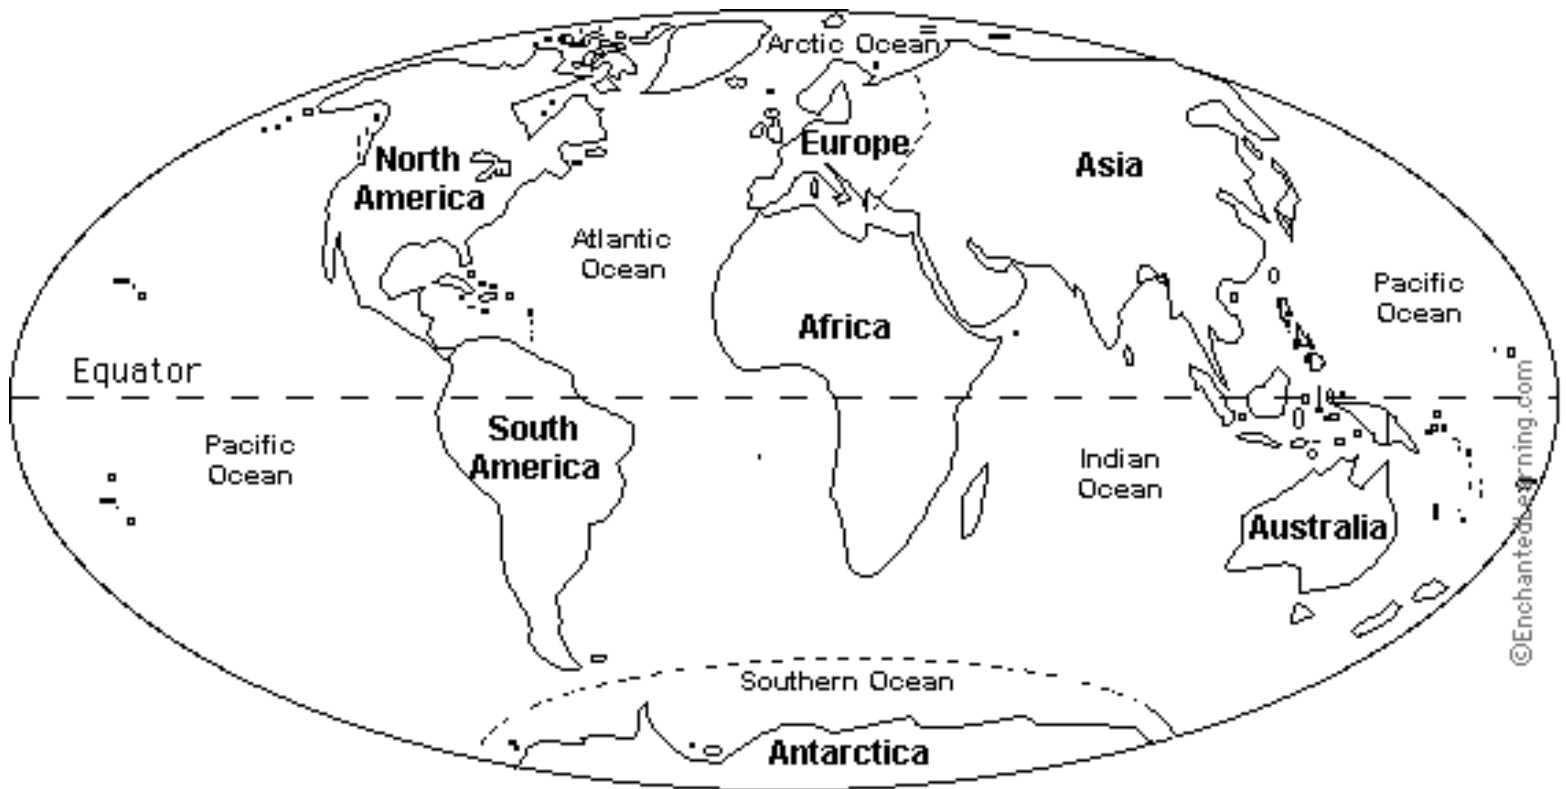 Arctic Ocean
North
America
Europe
Asia
Atlantic
Ocean
Pacific
Ocean
Africa
Equator
South
America
Pacific
Ocean
Indian
Ocean
Australia
Southern Ocean
Antarctica
©EnchantedLearning.com